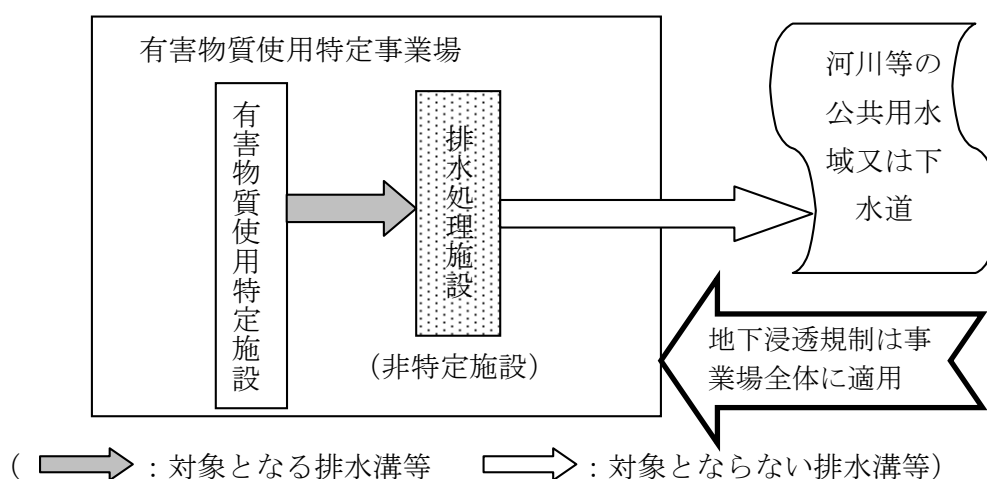 有害物質使用特定事業場
有害物質使用特定施設
排水処理施設
(非特定施設)
河川等の
公共用水
域又は下
水道
地下浸透規制は事
業場全体に適用
( :対象となる排水溝等 :対象とならない排水溝等)